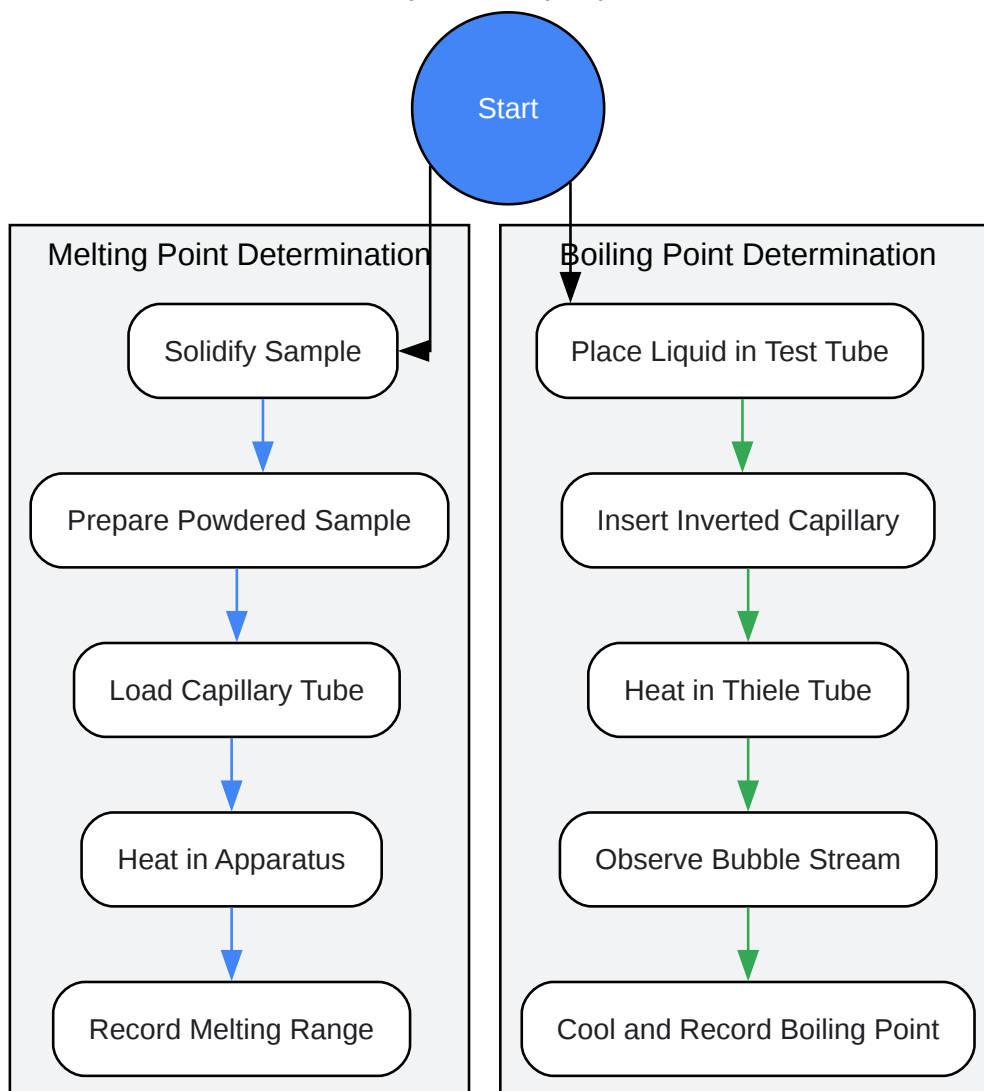 Start
Melting Point Determination
Solidify Sample
Prepare Powdered Sample
Load Capillary Tube
Heat in Apparatus
Record Melting Range
Boiling Point Determination
Place Liquid in Test Tube
Insert Inverted Capillary
Heat in Thiele Tube
Observe Bubble Stream
Cool and Record Boiling Point